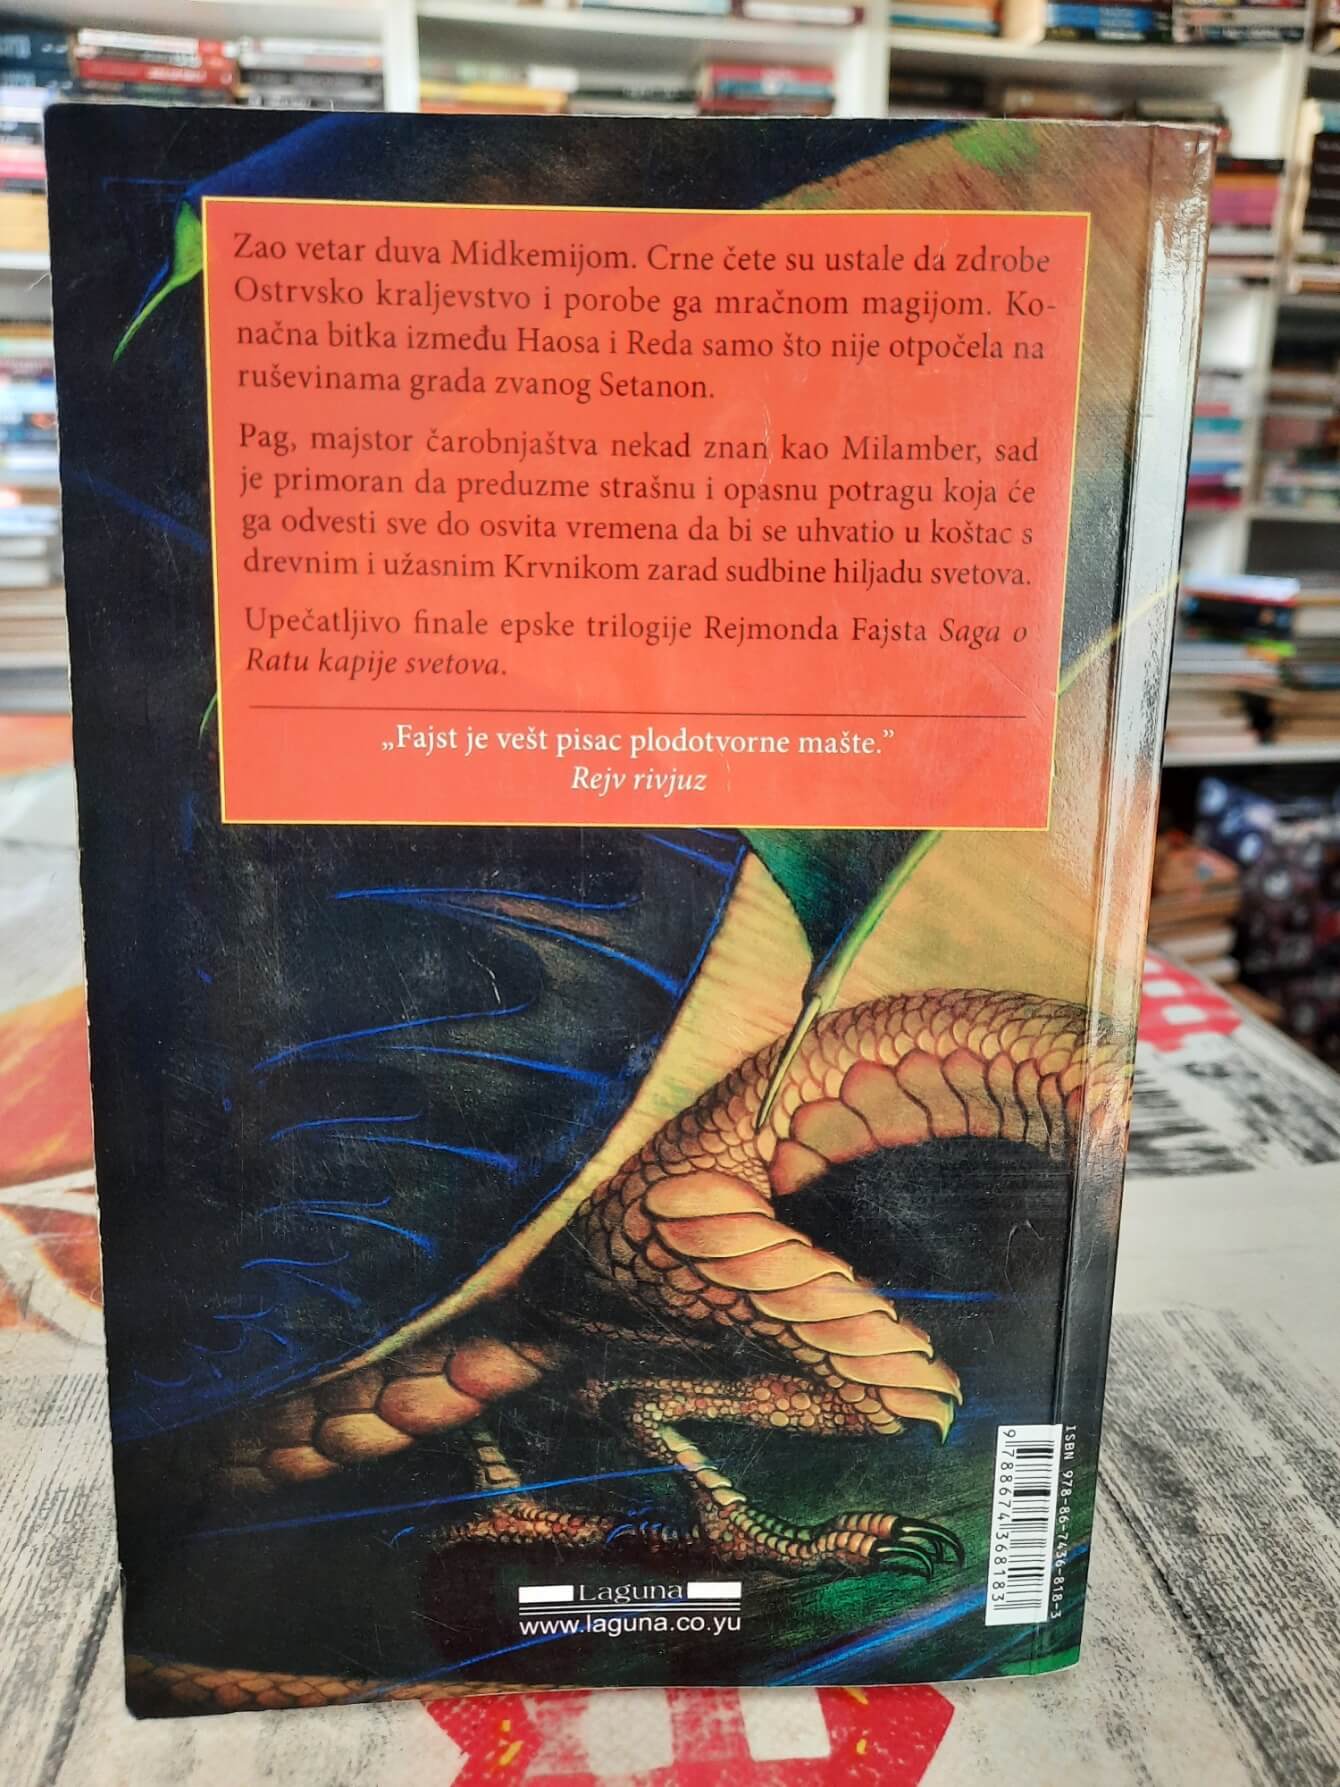 Zao vetar duva Midkemijom. Crne čete su ustale da zdrobe
Ostrvsko kraljevstvo i porobe ga mračnom magijom. Ko-
načna bitka između Haosa i Reda samo što nije otpočela na
ruševinama grada zvanog Setanon.
Pag, majstor čarobnjaštva nekad znan kao Milamber, sad
je primoran da preduzme strašnu i opasnu potragu koja će
ga odvesti sve do osvita vremena da bi se uhvatio u koštac s
drevnim i užasnim Krvnikom zarad sudbine hiljadu svetova.
Upečatljivo finale epske trilogije Rejmonda Fajsta Saga o
Ratu kapije svetova.
„Fajst je vešt pisac plodotvorne mašte.”
Rejv rivjuz
Laguna
www.laguna.co.yu
ISBN 978-86-7436-818-3
9788674368183